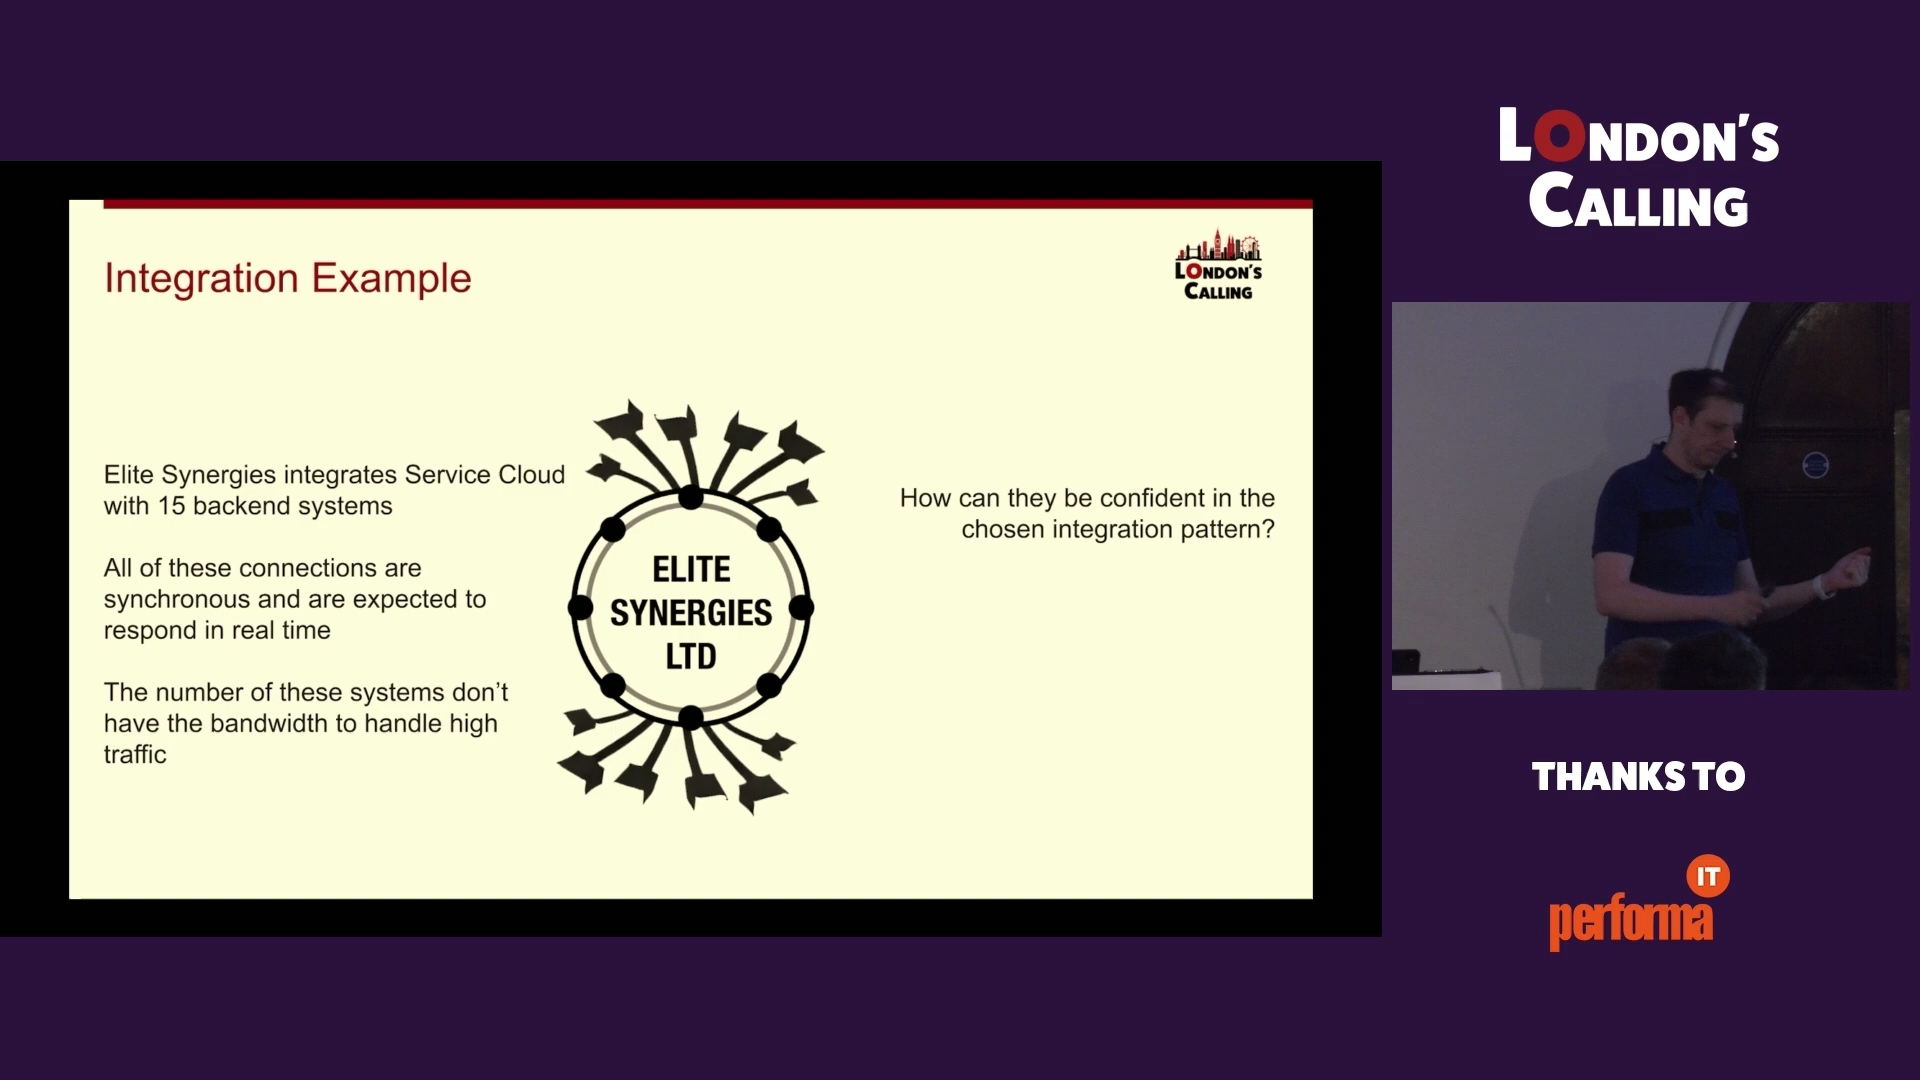 LONDON'S
CALLING
Integration Example
LONDON'S
CALLING
Elite Synergies integrates Service Cloud
with 15 backend systems
All of these connections are
synchronous and are expected to
respond in real time
The number of these systems don’t
have the bandwidth to handle high
traffic
ELITE
SYNERGIES
LTD
How can they be confident in the
chosen integration pattern?
THANKS TO
IT
performa